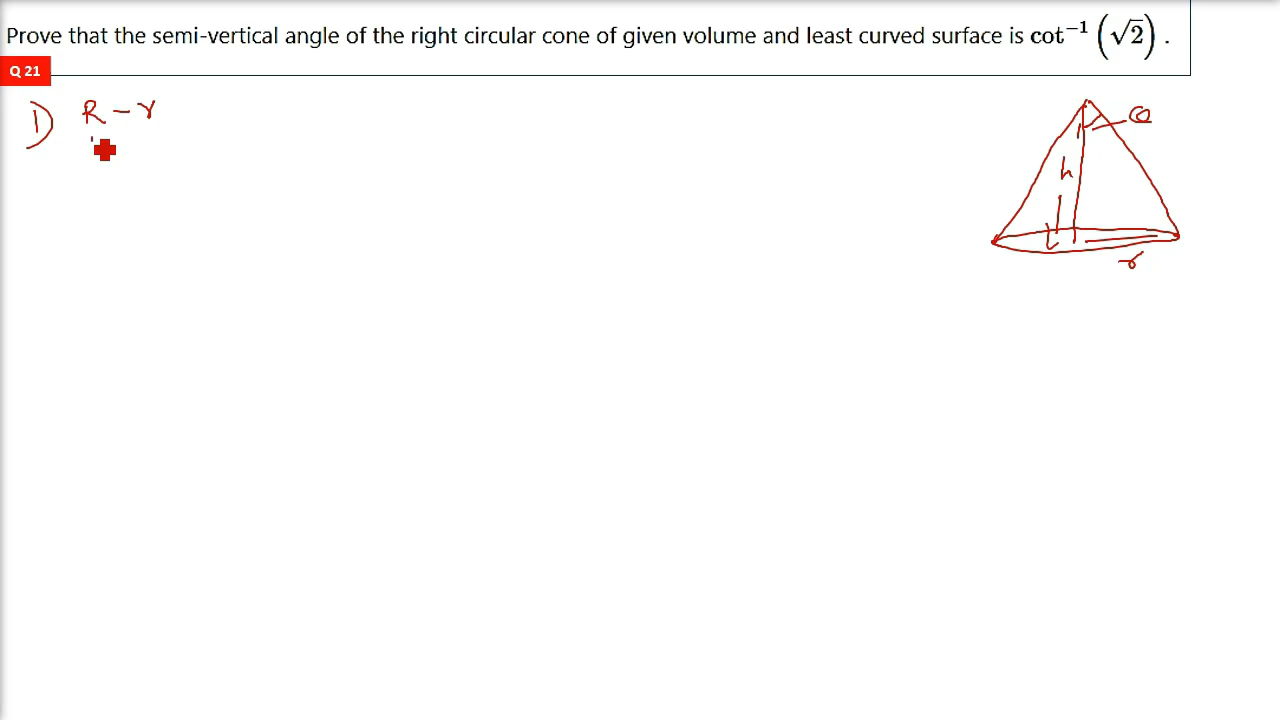 Prove that the semi-vertical angle of the right circular cone of given volume and least curved surface is cot⁻¹ (√2) .
Q 21
1) R – r
h
r